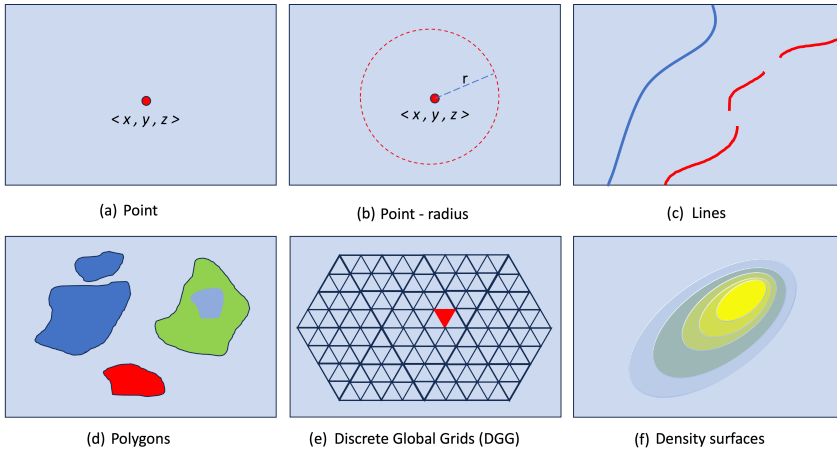 < x , y , z >
(a) Point
r
< x , y , z >
(b) Point - radius
(c) Lines
(d) Polygons
(e) Discrete Global Grids (DGG)
(f) Density surfaces